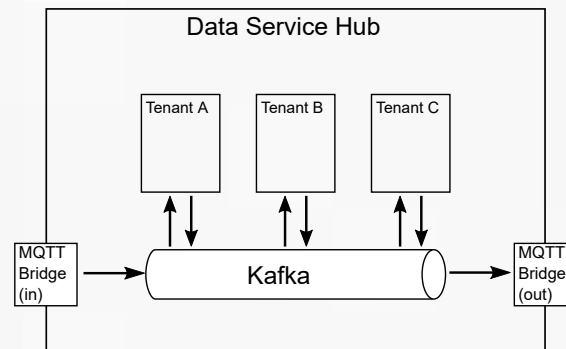 Data Service Hub
Tenant A
Tenant B
Tenant C
MQTT
Bridge
(in)
Kafka
MQTT
Bridge
(out)